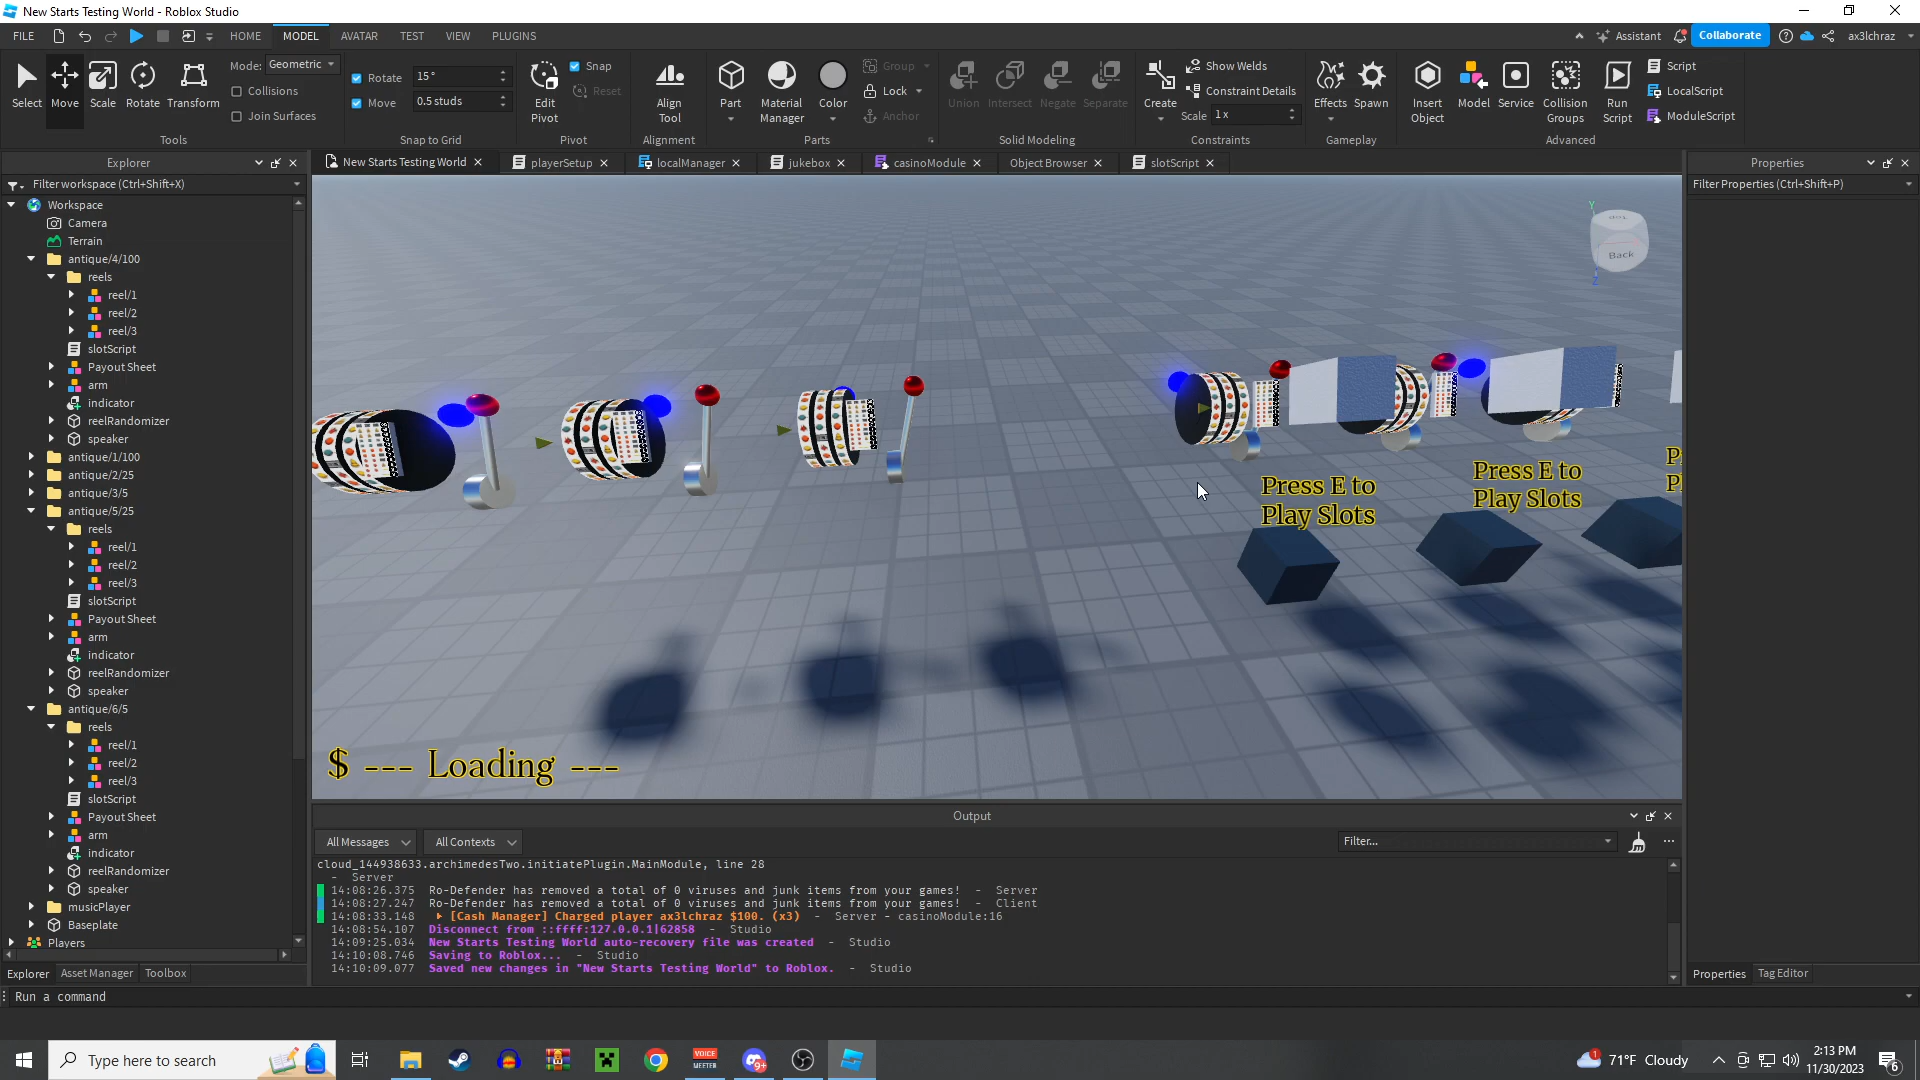 New Starts Testing World - Roblox Studio
FILE
HOME
MODEL
AVATAR
TEST
VIEW
PLUGINS
Assistant
Collaborate
ax3lchraz
Select
Move
Scale
Rotate
Transform
Mode: Geometric
Collisions
Join Surfaces
Tools
Rotate 15°
Move 0.5 studs
Snap to Grid
Edit
Pivot
Snap
Reset
Pivot
Align
Tool
Alignment
Part
Material
Manager
Color
Group
Lock
Anchor
Parts
Union
Intersect
Negate
Separate
Solid Modeling
Create
Show Welds
Constraint Details
Scale 1 x
Constraints
Effects
Spawn
Gameplay
Insert
Object
Model
Service
Collision
Groups
Run
Script
Script
LocalScript
ModuleScript
Advanced
Explorer
New Starts Testing World
playerSetup
localManager
jukebox
casinoModule
Object Browser
slotScript
Properties
Filter workspace (Ctrl+Shift+X)
Filter Properties (Ctrl+Shift+P)
Workspace
Camera
Terrain
antique/4/100
reels
reel/1
reel/2
reel/3
slotScript
Payout Sheet
arm
indicator
reelRandomizer
speaker
antique/1/100
antique/2/25
antique/3/5
antique/5/25
reels
reel/1
reel/2
reel/3
slotScript
Payout Sheet
arm
indicator
reelRandomizer
speaker
antique/6/5
reels
reel/1
reel/2
reel/3
slotScript
Payout Sheet
arm
indicator
reelRandomizer
speaker
musicPlayer
Baseplate
Players
Y
Back
Z
Press E to
Play Slots
Press E to
Play Slots
$ --- Loading ---
Output
All Messages
All Contexts
Filter...
cloud_144938633.archimedesTwo.initiatePlugin.MainModule, line 28
- Server
14:08:26.375 Ro-Defender has removed a total of 0 viruses and junk items from your games! - Server
14:08:27.247 Ro-Defender has removed a total of 0 viruses and junk items from your games! - Client
14:08:33.148 [Cash Manager] Charged player ax3lchraz $100. (x3) - Server - casinoModule:16
14:08:54.107 Disconnect from ::ffff:127.0.0.1|62858 - Studio
14:09:25.034 New Starts Testing World auto-recovery file was created - Studio
14:10:08.746 Saving to Roblox... - Studio
14:10:09.077 Saved new changes in "New Starts Testing World" to Roblox. - Studio
Explorer
Asset Manager
Toolbox
Properties
Tag Editor
Run a command
Type here to search
VOICE
MEETER
9+
1
71°F Cloudy
2:13 PM
11/30/2023
6